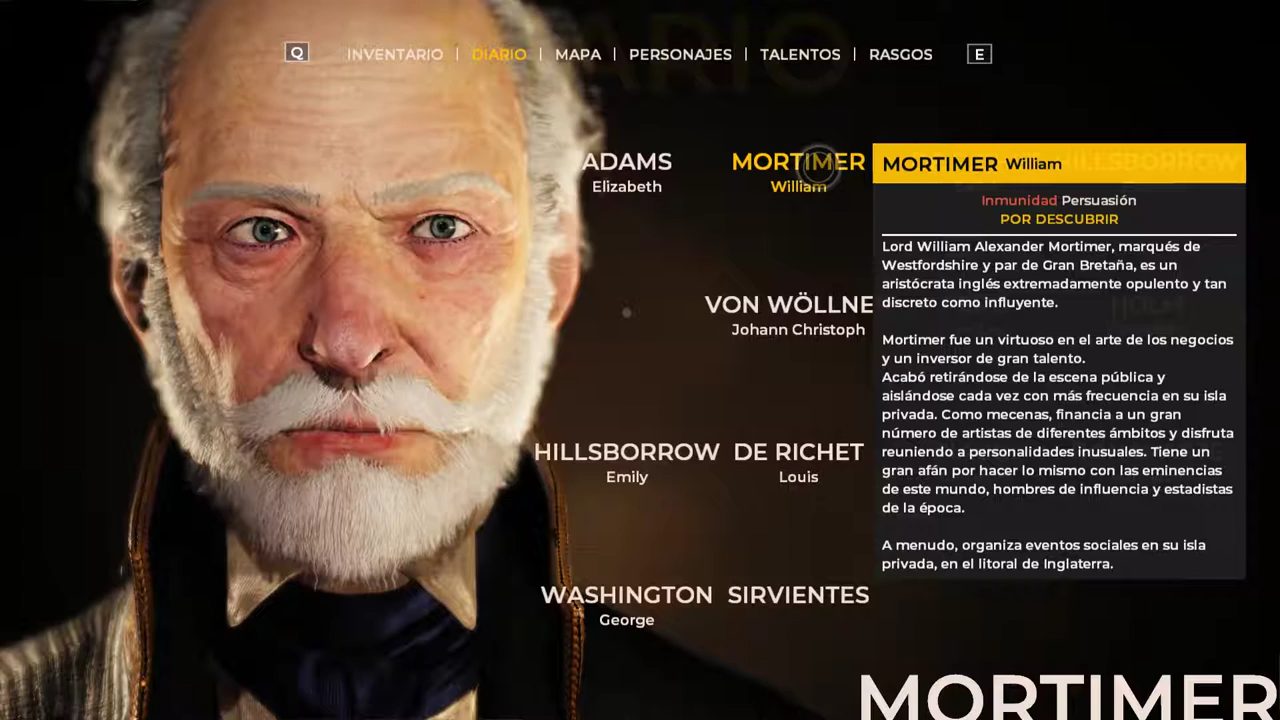 Q INVENTARIO | DIARIO | MAPA | PERSONAJES | TALENTOS | RASGOS E
ADAMS
Elizabeth
MORTIMER
William
VON WÖLLNE
Johann Christoph
HILLSBORROW
Emily
DE RICHET
Louis
WASHINGTON
George
SIRVIENTES
MORTIMER William
Inmunidad Persuasión
POR DESCUBRIR
Lord William Alexander Mortimer, marqués de
Westfordshire y par de Gran Bretaña, es un
aristócrata inglés extremadamente opulento y tan
discreto como influyente.
Mortimer fue un virtuoso en el arte de los negocios
y un inversor de gran talento.
Acabó retirándose de la escena pública y
aislándose cada vez con más frecuencia en su isla
privada. Como mecenas, financia a un gran
número de artistas de diferentes ámbitos y disfruta
reuniendo a personalidades inusuales. Tiene un
gran afán por hacer lo mismo con las eminencias
de este mundo, hombres de influencia y estadistas
de la época.
A menudo, organiza eventos sociales en su isla
privada, en el litoral de Inglaterra.
MORTIMER